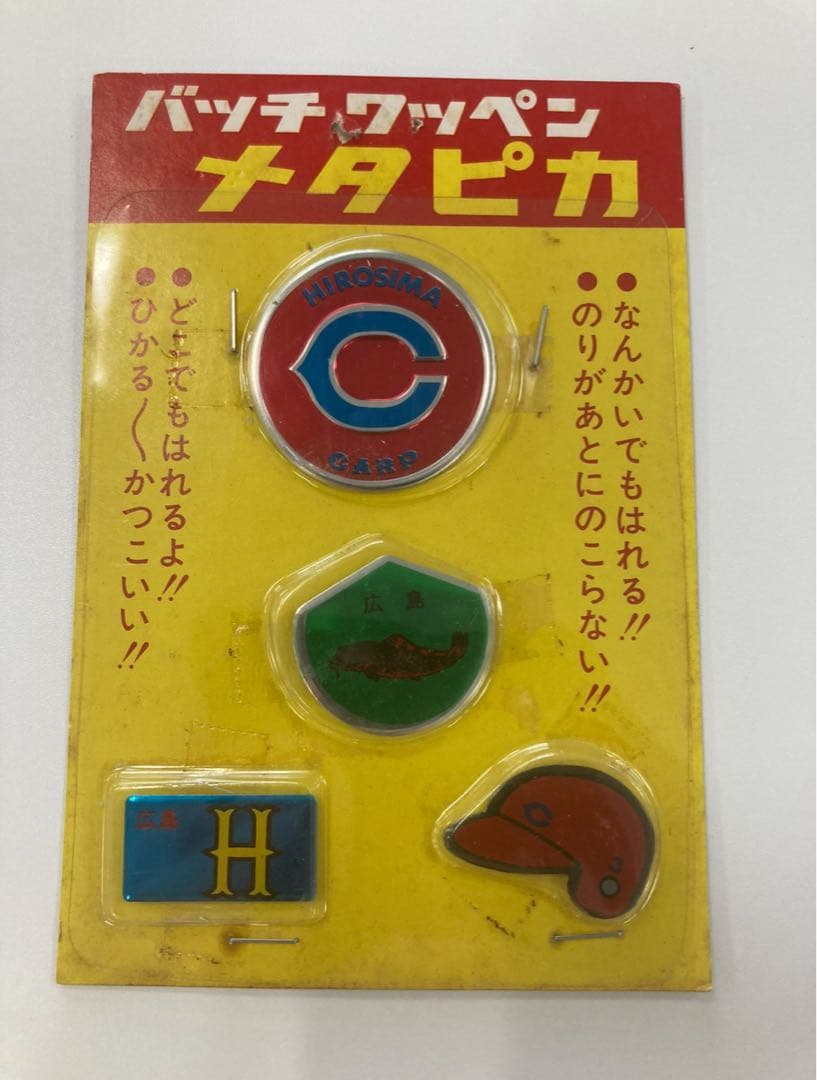 バッチワッペン
メタピカ
●なんかいでもはれる!!
●のりがあとにのこらない!!
●どこでもはれるよ!!
●ひかる〱かつこいい!!
HIROSIMA
C
CARP
広島
広島
H
C